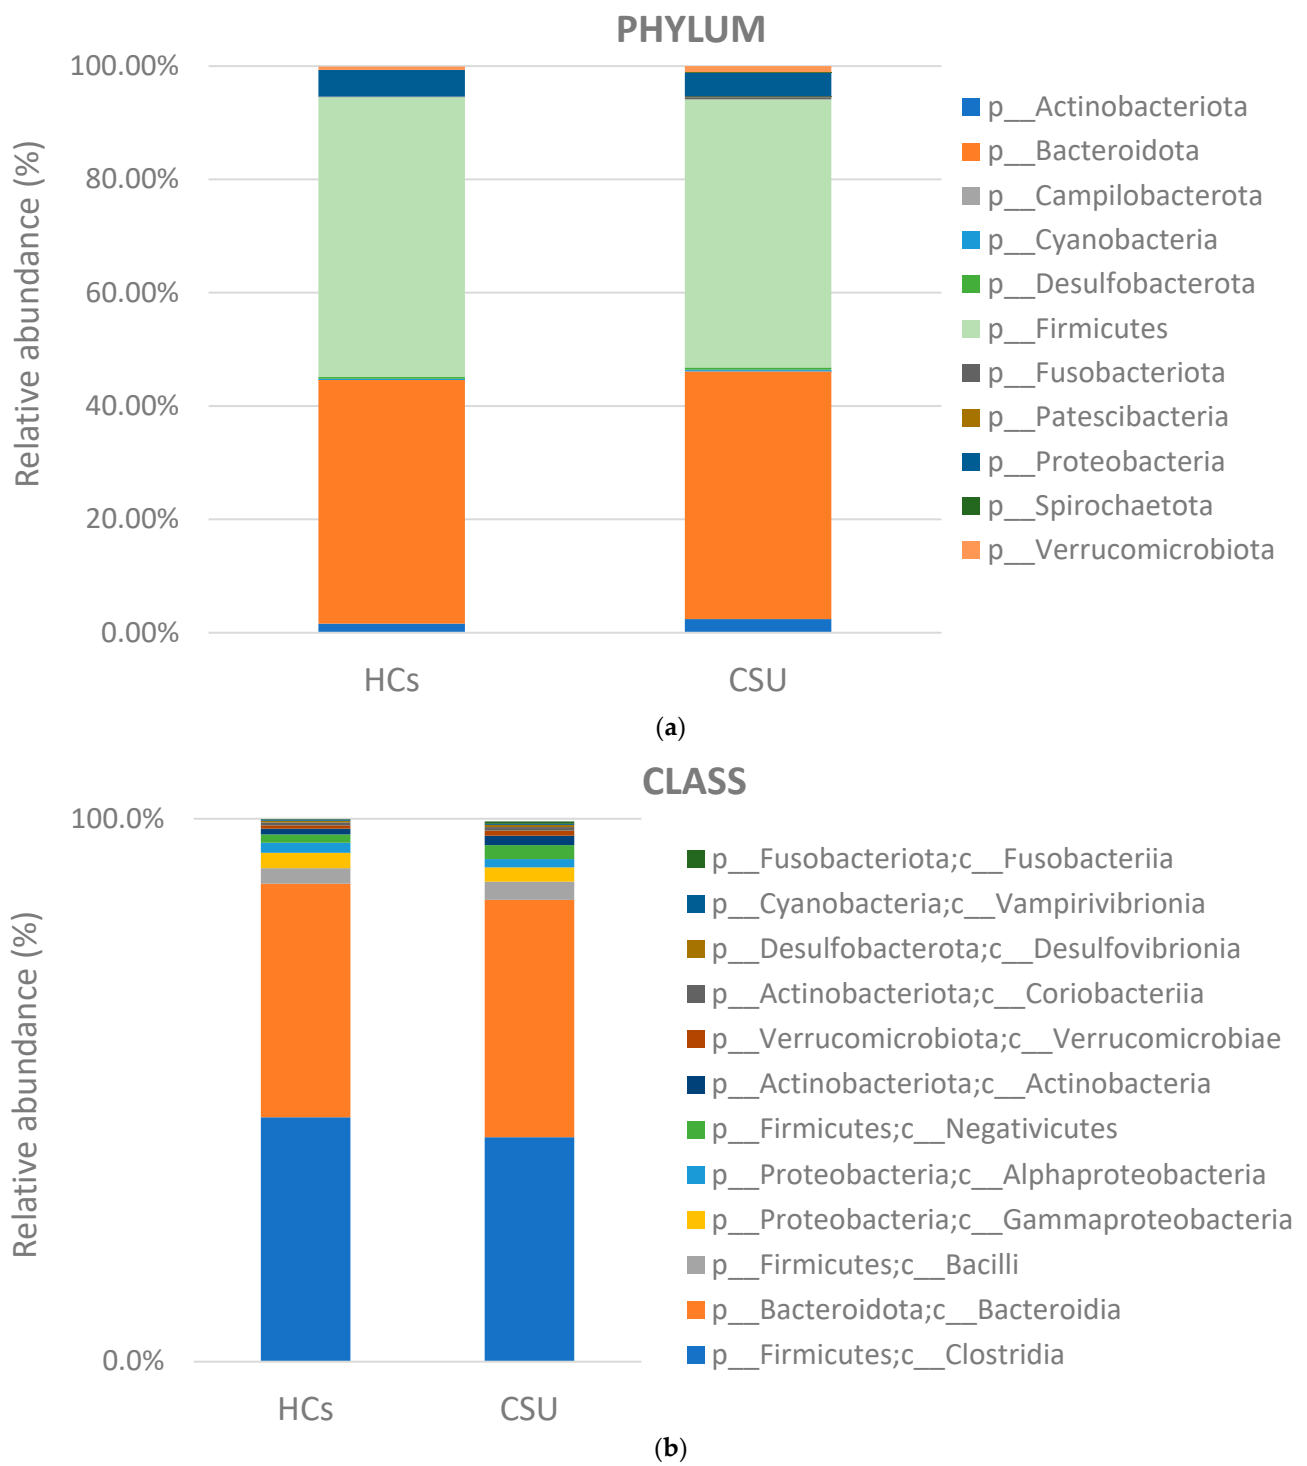 PHYLUM
Relative abundance (%)
100.00%
80.00%
60.00%
40.00%
20.00%
0.00%
HCs CSU
p__Actinobacteriota
p__Bacteroidota
p__Campilobacterota
p__Cyanobacteria
p__Desulfobacterota
p__Firmicutes
p__Fusobacteriota
p__Patescibacteria
p__Proteobacteria
p__Spirochaetota
p__Verrucomicrobiota
(a)
CLASS
Relative abundance (%)
100.0%
0.0%
HCs CSU
p__Fusobacteriota;c__Fusobacteriia
p__Cyanobacteria;c__Vampirivibrionia
p__Desulfobacterota;c__Desulfovibrionia
p__Actinobacteriota;c__Coriobacteriia
p__Verrucomicrobiota;c__Verrucomicrobiae
p__Actinobacteriota;c__Actinobacteria
p__Firmicutes;c__Negativicutes
p__Proteobacteria;c__Alphaproteobacteria
p__Proteobacteria;c__Gammaproteobacteria
p__Firmicutes;c__Bacilli
p__Bacteroidota;c__Bacteroidia
p__Firmicutes;c__Clostridia
(b)